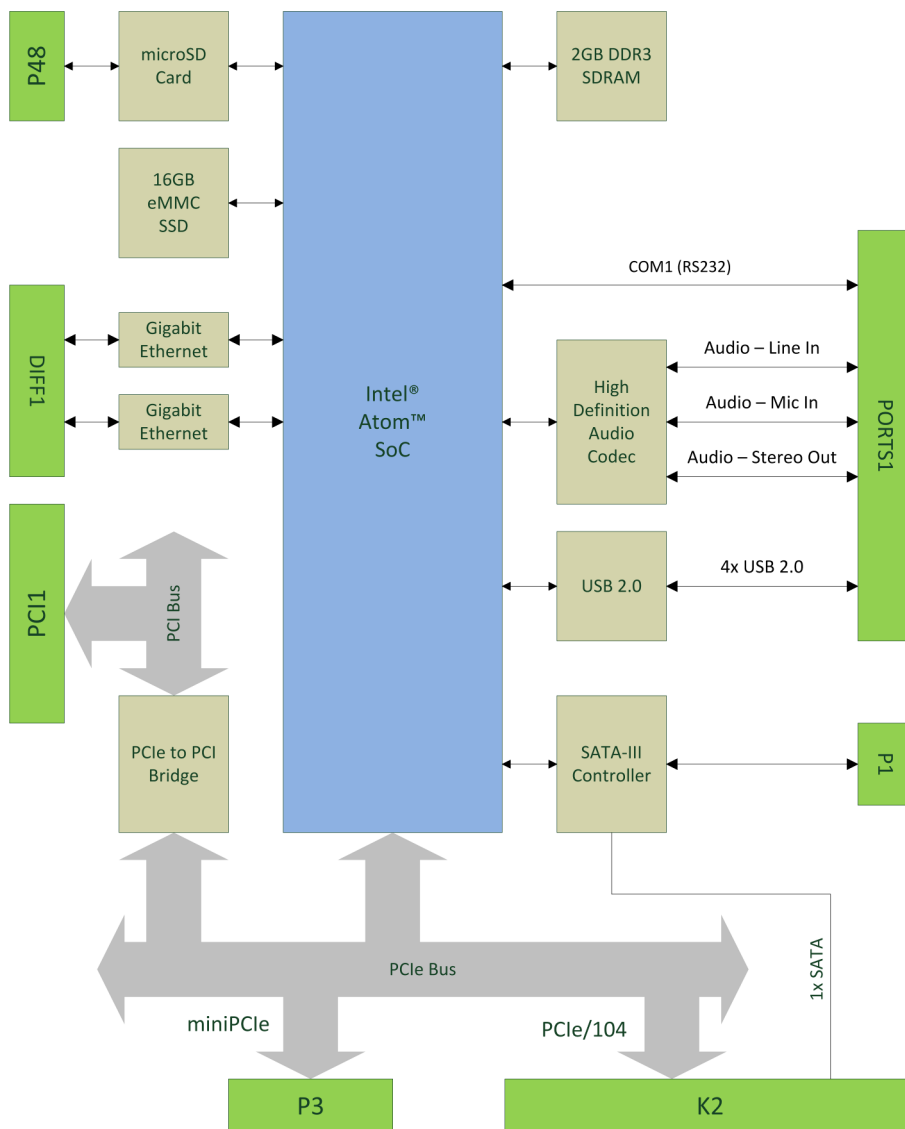 P48
microSD
Card
2GB DDR3
SDRAM
16GB
eMMC
SSD
COM1 (RS232)
DIFF1
Gigabit
Ethernet
Gigabit
Ethernet
Intel®
Atom™
SoC
High
Definition
Audio
Codec
Audio – Line In
Audio – Mic In
Audio – Stereo Out
PORTS1
PCI1
PCI Bus
USB 2.0
4x USB 2.0
PCIe to PCI
Bridge
SATA-III
Controller
P1
PCIe Bus
1x SATA
miniPCIe
PCIe/104
P3
K2